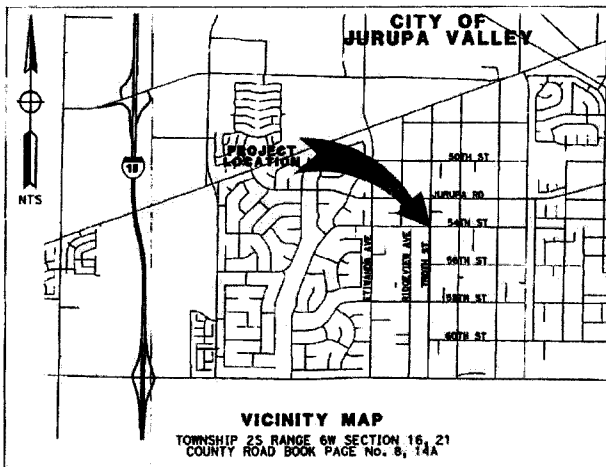 CITY OF
JURUPA VALLEY
NTS
PROJECT
LOCATION
15
50TH ST
JURUPA RD
54TH ST
ETIWANDA AVE
RIDGEVIEW AVE
TROTH ST
56TH ST
58TH ST
60TH ST
VICINITY MAP
TOWNSHIP 2S RANGE 6W SECTION 16, 21
COUNTY ROAD BOOK PAGE No. 8, 14A